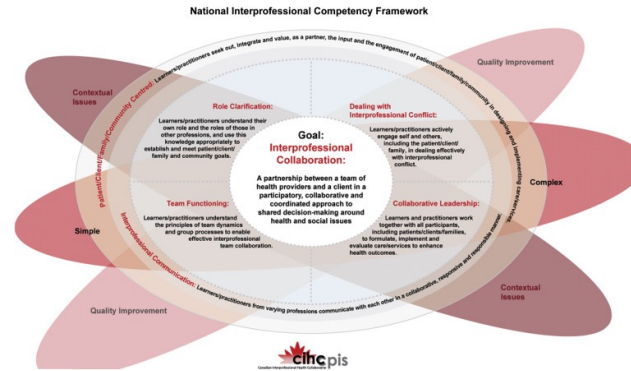 National Interprofessional Competency Framework
Patient/Client/Family/Community Centred: Learners/practitioners seek out, integrate and value, as a partner, the input and the engagement of patient/client/family/community in designing and implementing care/services.
Contextual
Issues
Quality Improvement
Role Clarification:
Learners/practitioners understand their
own role and the roles of those in
other professions, and use this
knowledge appropriately to
establish and meet patient/client/
family and community goals.
Dealing with
Interprofessional Conflict:
Learners/practitioners actively
engage self and others,
including the patient/client/
family, in dealing effectively
with interprofessional
conflict.
Goal:
Interprofessional
Collaboration:
A partnership between a team of
health providers and a client in a
participatory, collaborative and
coordinated approach to
shared decision-making around
health and social issues
Simple
Complex
Team Functioning:
Learners/practitioners understand
the principles of team dynamics
and group processes to enable
effective interprofessional
team collaboration.
Collaborative Leadership:
Learners and practitioners work
together with all participants,
including patients/clients/families,
to formulate, implement and
evaluate care/services to enhance
health outcomes.
Interprofessional Communication: Learners/practitioners from varying professions communicate with each other in a collaborative, responsive and responsible manner.
Quality Improvement
Contextual
Issues
cihcpis
Canadian Interprofessional Health Collaborative